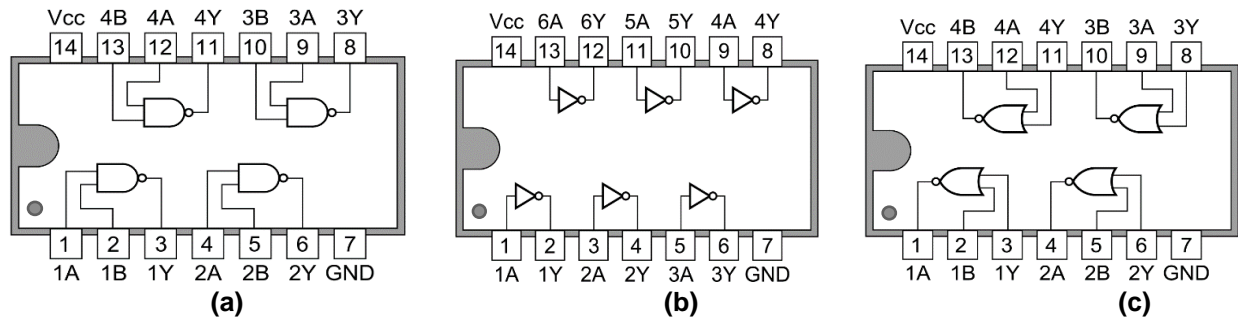 Vcc 4B 4A 4Y 3B 3A 3Y
14 13 12 11 10 9 8
1 2 3 4 5 6 7
1A 1B 1Y 2A 2B 2Y GND
(a)
Vcc 6A 6Y 5A 5Y 4A 4Y
14 13 12 11 10 9 8
1 2 3 4 5 6 7
1A 1Y 2A 2Y 3A 3Y GND
(b)
Vcc 4B 4A 4Y 3B 3A 3Y
14 13 12 11 10 9 8
1 2 3 4 5 6 7
1A 1B 1Y 2A 2B 2Y GND
(c)